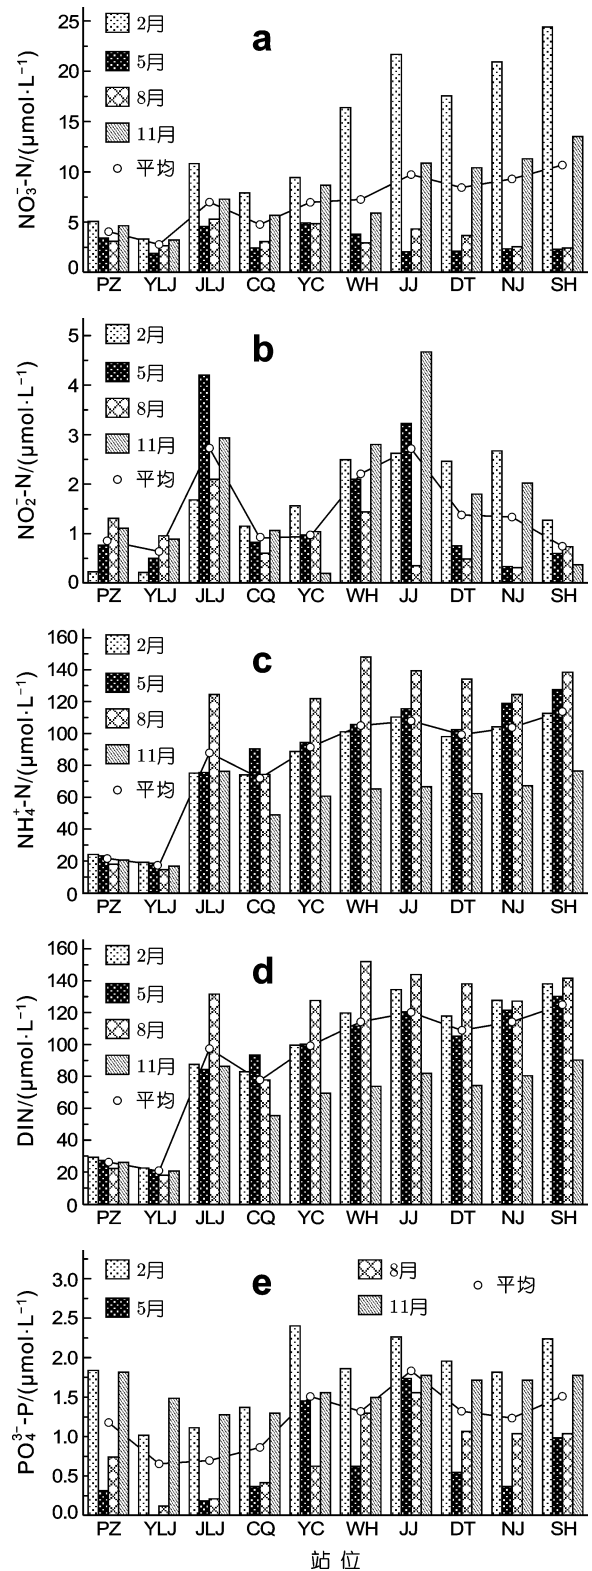 a
NO₃⁻-N/(μmol·L⁻¹)
25
20
15
10
5
0
2月
5月
8月
11月
平均
PZ YLJ JLJ CQ YC WH JJ DT NJ SH
b
NO₂⁻-N/(μmol·L⁻¹)
5
4
3
2
1
0
2月
5月
8月
11月
平均
PZ YLJ JLJ CQ YC WH JJ DT NJ SH
c
NH₄⁺-N/(μmol·L⁻¹)
160
140
120
100
80
60
40
20
0
2月
5月
8月
11月
平均
PZ YLJ JLJ CQ YC WH JJ DT NJ SH
d
DIN/(μmol·L⁻¹)
160
140
120
100
80
60
40
20
0
2月
5月
8月
11月
平均
PZ YLJ JLJ CQ YC WH JJ DT NJ SH
e
PO₄³⁻-P/(μmol·L⁻¹)
3.0
2.5
2.0
1.5
1.0
0.5
0.0
2月
5月
8月
11月
平均
PZ YLJ JLJ CQ YC WH JJ DT NJ SH
站 位